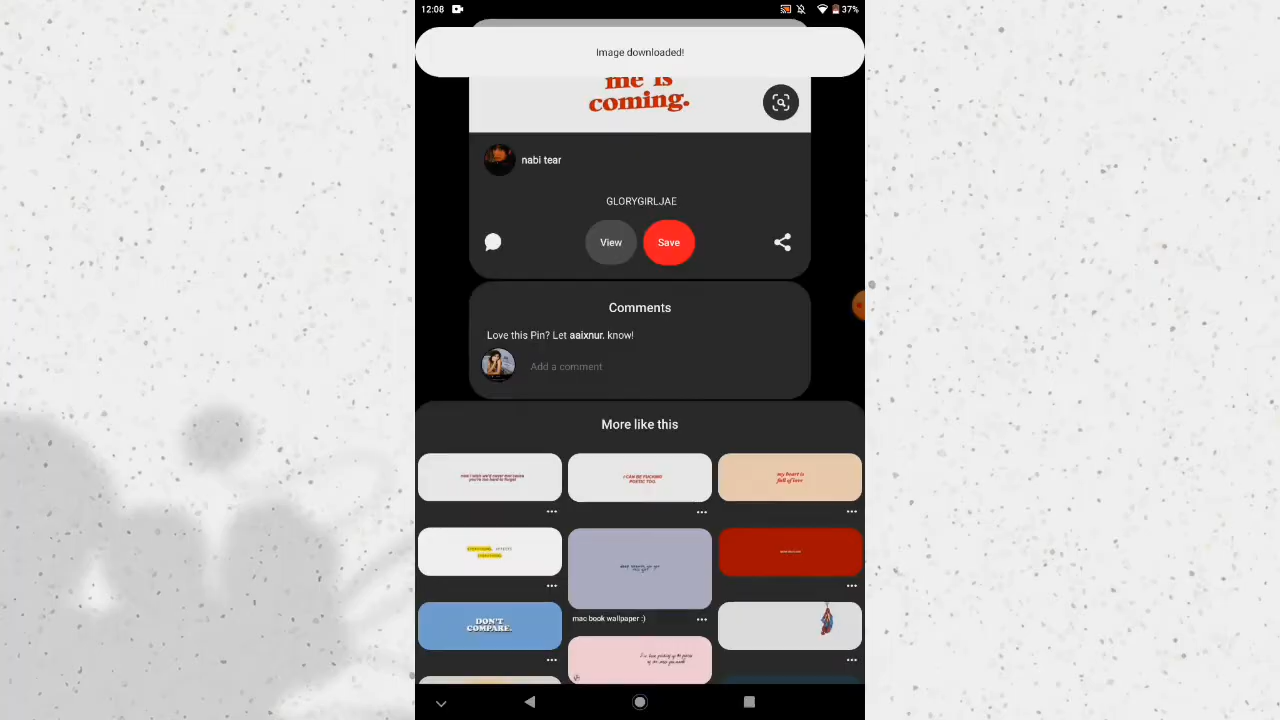 12:08
37%
Image downloaded!
me is
coming.
nabi tear
GLORYGIRLJAE
View
Save
Comments
Love this Pin? Let aaixnur. know!
Add a comment
More like this
I CAN BE FUCKING
POETIC TOO.
my heart is
full of love
mac book wallpaper :)
DON'T
COMPARE.